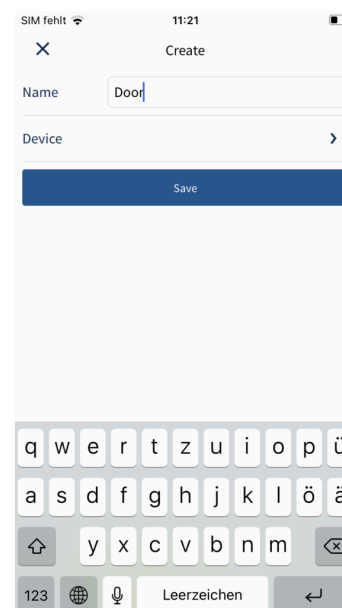 SIM fehlt 11:21
Create
Name Door
Device
Save
q w e r t z u i o p ü
a s d f g h j k l ö ä
y x c v b n m
123 Leerzeichen